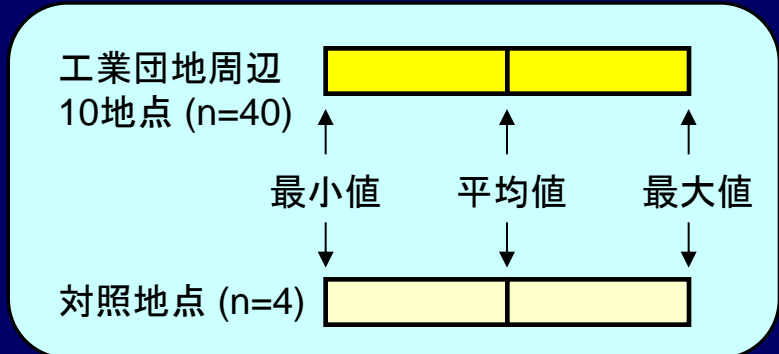 工業団地周辺
10地点 (n=40)
最小値 平均値 最大値
対照地点 (n=4)